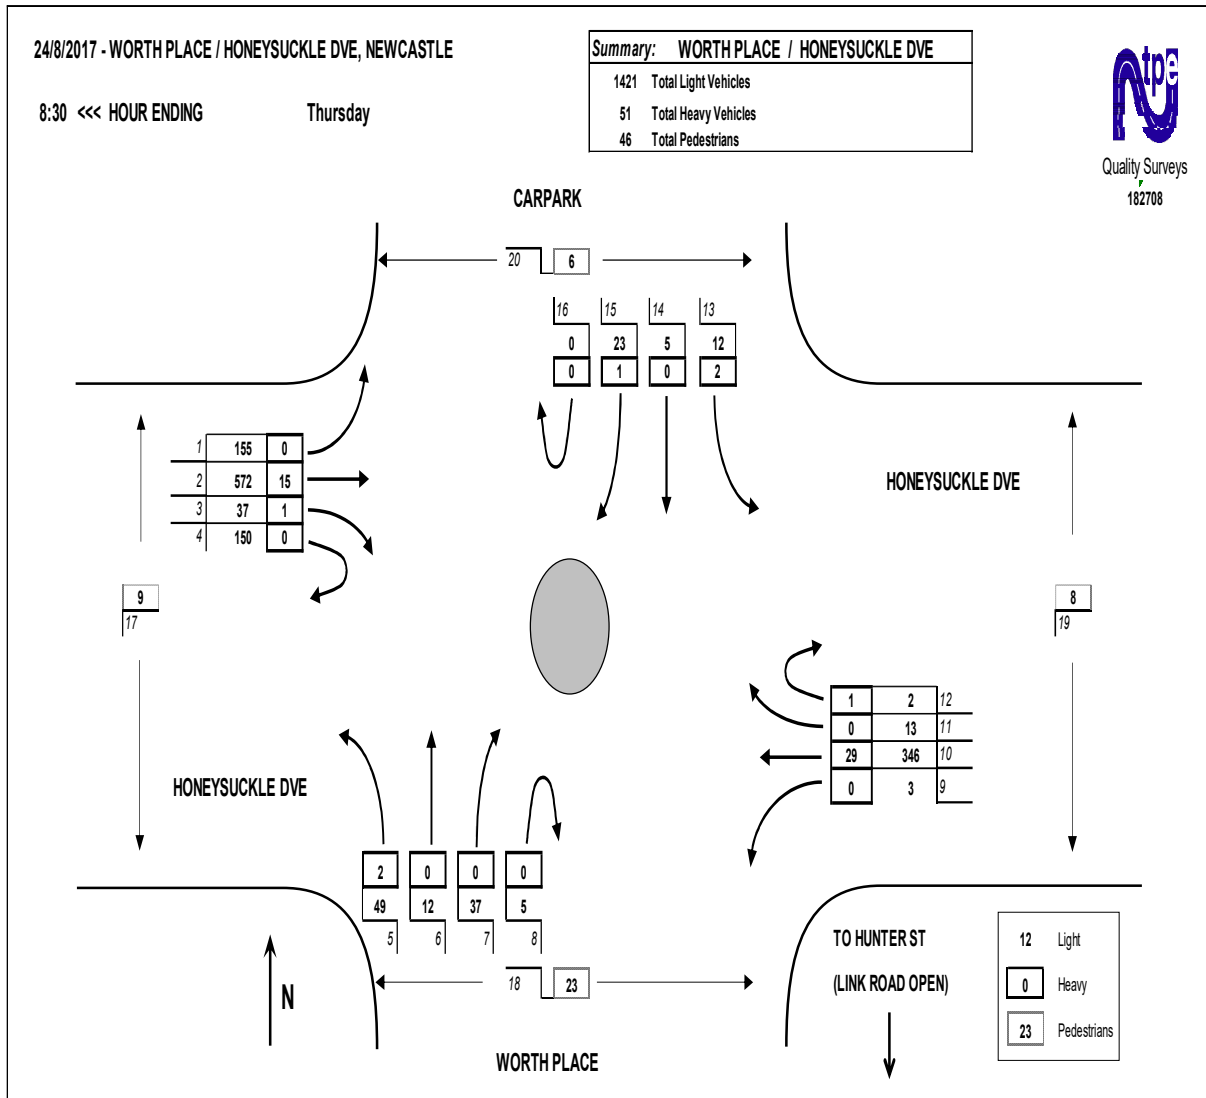 24/8/2017 - WORTH PLACE / HONEYSUCKLE DVE, NEWCASTLE
8:30 <<< HOUR ENDING Thursday
Summary: WORTH PLACE / HONEYSUCKLE DVE
1421 Total Light Vehicles
51 Total Heavy Vehicles
46 Total Pedestrians
tpe
Quality Surveys
182708
CARPARK
20 6
16 15 14 13
0 23 5 12
0 1 0 2
1 155 0
2 572 15
3 37 1
4 150 0
HONEYSUCKLE DVE
9
17
8
19
1 2 12
0 13 11
29 346 10
0 3 9
HONEYSUCKLE DVE
2 0 0 0
49 12 37 5
5 6 7 8
18 23
N
WORTH PLACE
TO HUNTER ST
(LINK ROAD OPEN)
12 Light
0 Heavy
23 Pedestrians